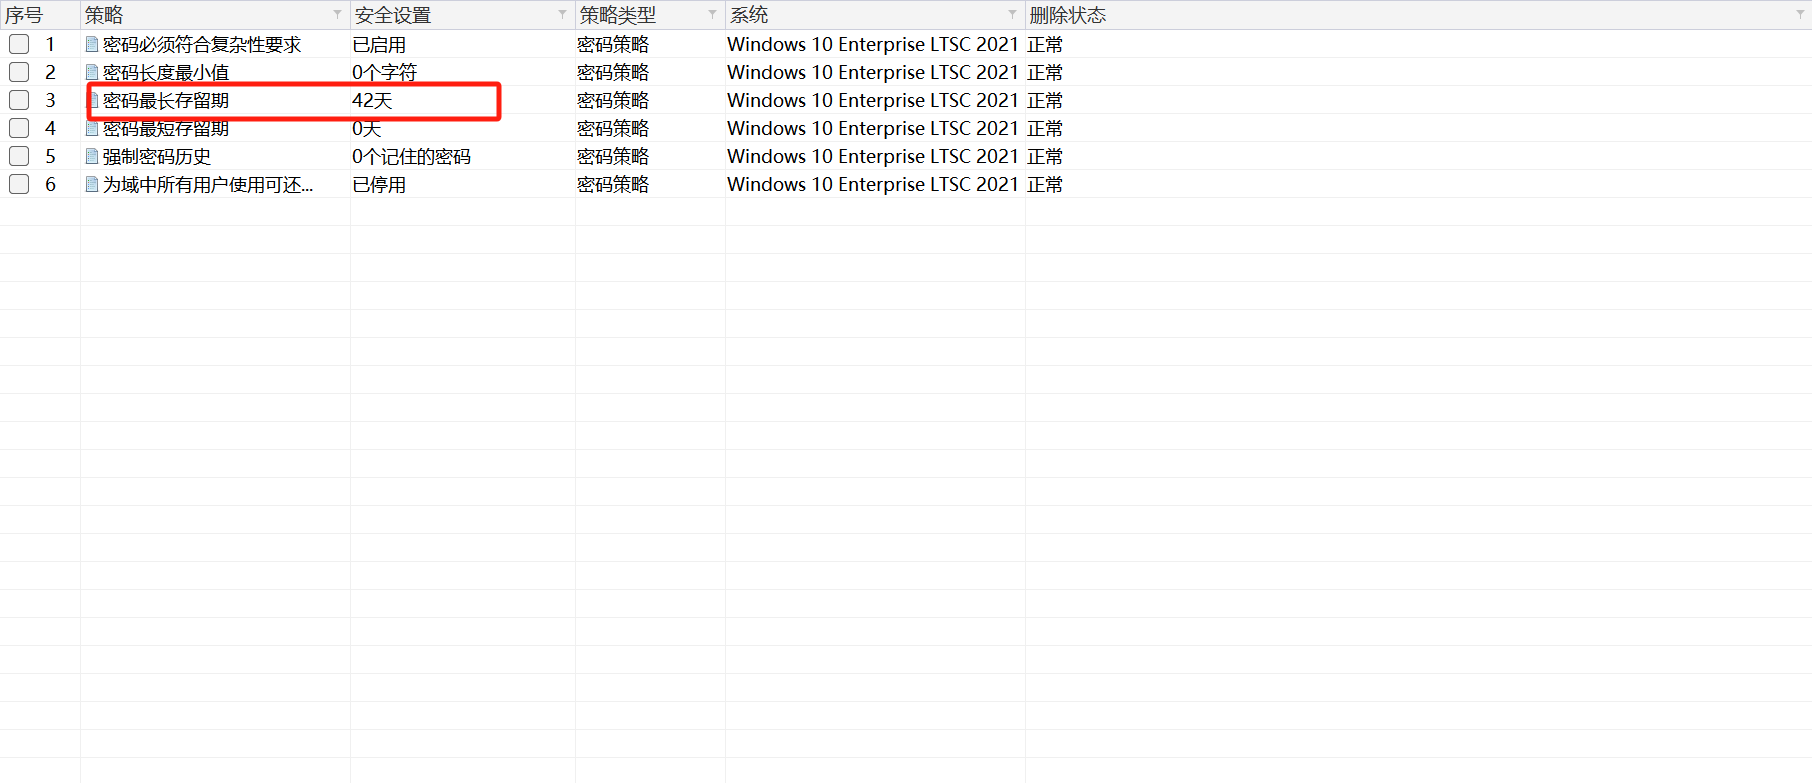 序号 策略 安全设置 策略类型 系统 删除状态
1 密码必须符合复杂性要求 已启用 密码策略 Windows 10 Enterprise LTSC 2021 正常
2 密码长度最小值 0个字符 密码策略 Windows 10 Enterprise LTSC 2021 正常
3 密码最长存留期 42天 密码策略 Windows 10 Enterprise LTSC 2021 正常
4 密码最短存留期 0天 密码策略 Windows 10 Enterprise LTSC 2021 正常
5 强制密码历史 0个记住的密码 密码策略 Windows 10 Enterprise LTSC 2021 正常
6 为域中所有用户使用可还... 已停用 密码策略 Windows 10 Enterprise LTSC 2021 正常